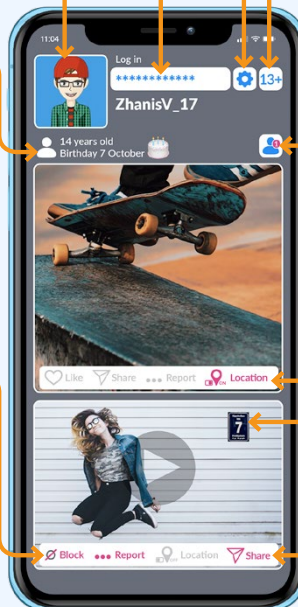 11:04
Log in
************
13+
ZhanisV_17
14 years old
Birthday 7 October
Like Share Report ON Location
7
Block Report Location Share